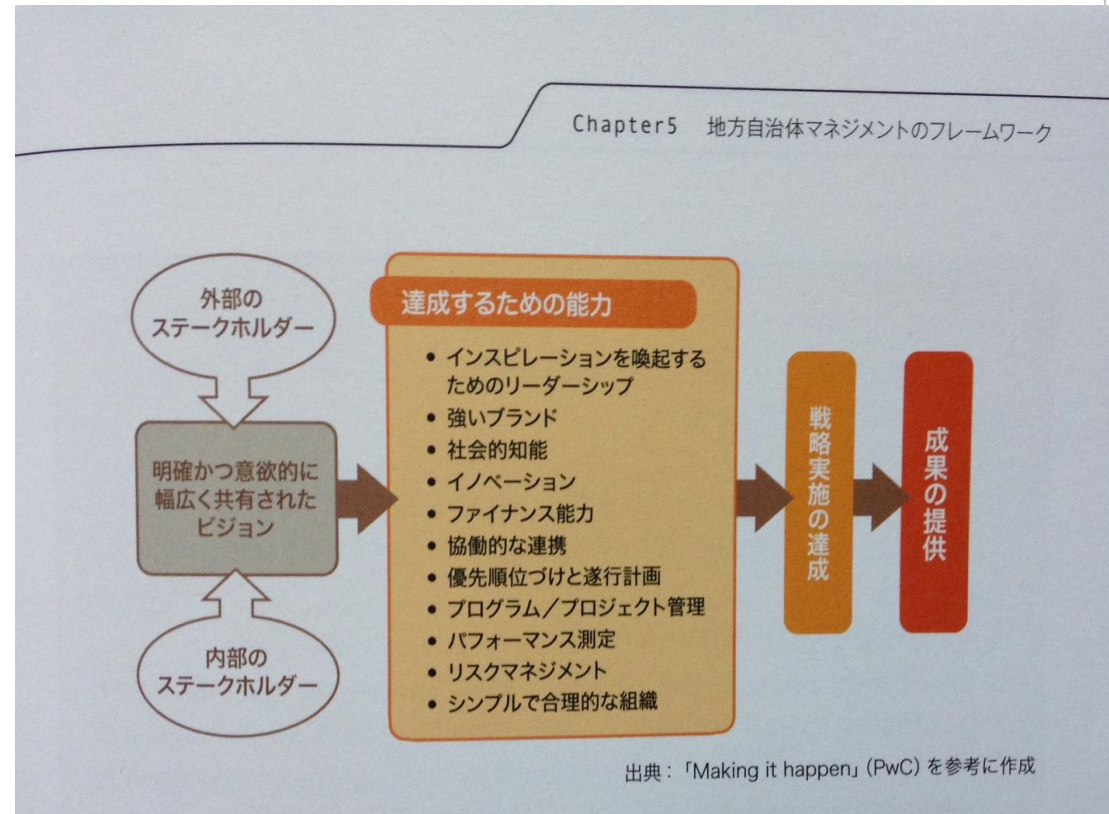 Chapter5 地方自治体マネジメントのフレームワーク
外部の
ステークホルダー
明確かつ意欲的に
幅広く共有された
ビジョン
内部の
ステークホルダー
達成するための能力
• インスピレーションを喚起する
ためのリーダーシップ
• 強いブランド
• 社会的知能
• イノベーション
• ファイナンス能力
• 協働的な連携
• 優先順位づけと遂行計画
• プログラム／プロジェクト管理
• パフォーマンス測定
• リスクマネジメント
• シンプルで合理的な組織
戦略実施の達成
成果の提供
出典：「Making it happen」（PwC）を参考に作成